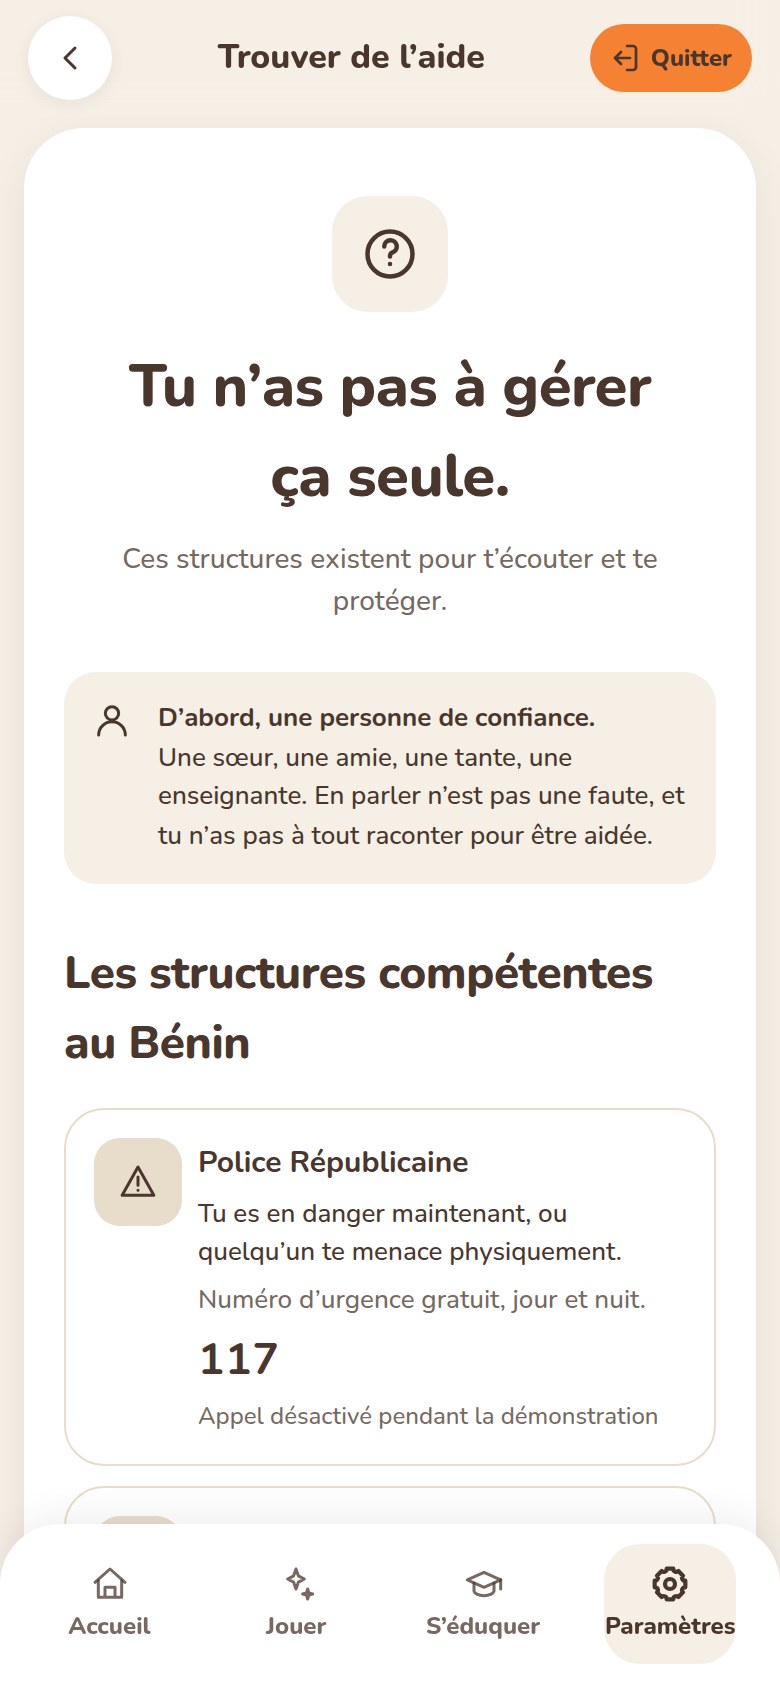 Trouver de l’aide
Quitter
Tu n’as pas à gérer
ça seule.
Ces structures existent pour t’écouter et te
protéger.
D’abord, une personne de confiance.
Une sœur, une amie, une tante, une
enseignante. En parler n’est pas une faute, et
tu n’as pas à tout raconter pour être aidée.
Les structures compétentes
au Bénin
Police Républicaine
Tu es en danger maintenant, ou
quelqu’un te menace physiquement.
Numéro d’urgence gratuit, jour et nuit.
117
Appel désactivé pendant la démonstration
Accueil
Jouer
S’éduquer
Paramètres